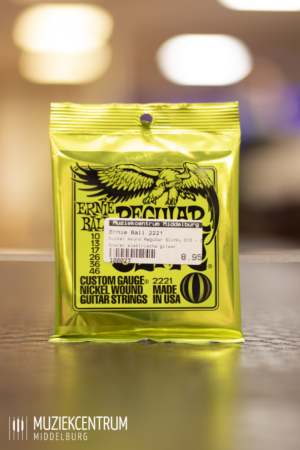 ERNIE BALL
REGULAR
Muziekcentrum Middelburg
Ernie Ball 2221
8.95
10
13
26
36
46
CUSTOM GAUGE®
NICKEL WOUND
GUITAR STRINGS
2221
MADE
IN USA
MUZIEKCENTRUM
MIDDELBURG